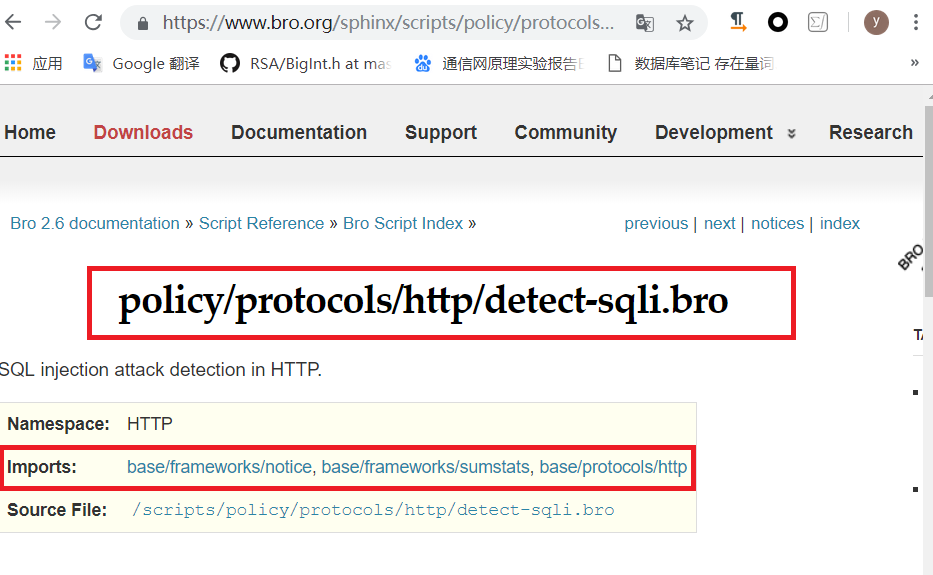 https://www.bro.org/sphinx/scripts/policy/protocols...
y
应用 Google 翻译 RSA/BigInt.h at mas 通信网原理实验报告 数据库笔记 存在量词 »
Home Downloads Documentation Support Community Development Research
Bro 2.6 documentation » Script Reference » Bro Script Index » previous | next | notices | index
BRO
policy/protocols/http/detect-sqli.bro
SQL injection attack detection in HTTP.
Namespace: HTTP
Imports: base/frameworks/notice, base/frameworks/sumstats, base/protocols/http
Source File: /scripts/policy/protocols/http/detect-sqli.bro